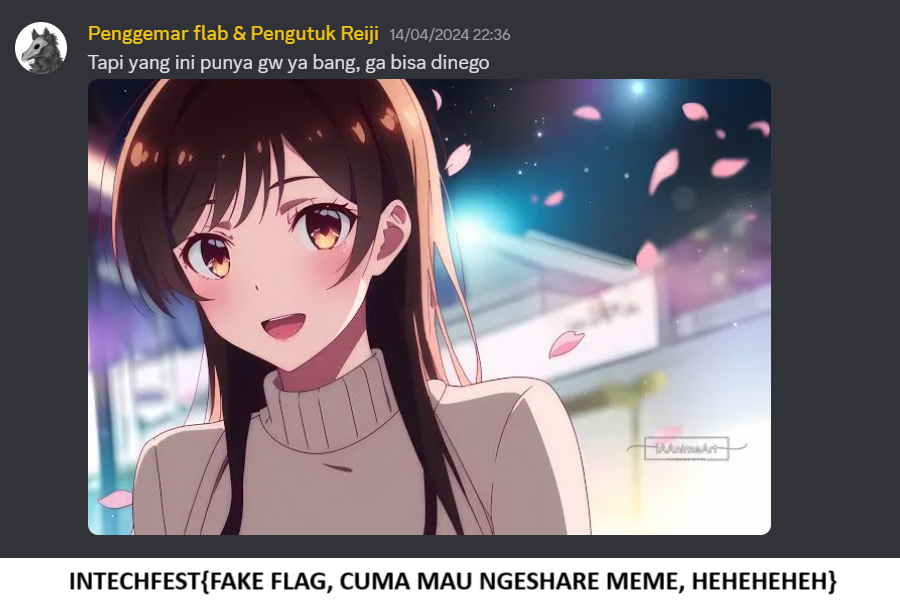 Penggemar flab & Pengutuk Reiji 14/04/2024 22:36
Tapi yang ini punya gw ya bang, ga bisa dinego
IAAnimeArt
INTECHFEST{FAKE FLAG, CUMA MAU NGESHARE MEME, HEHEHEHEH}